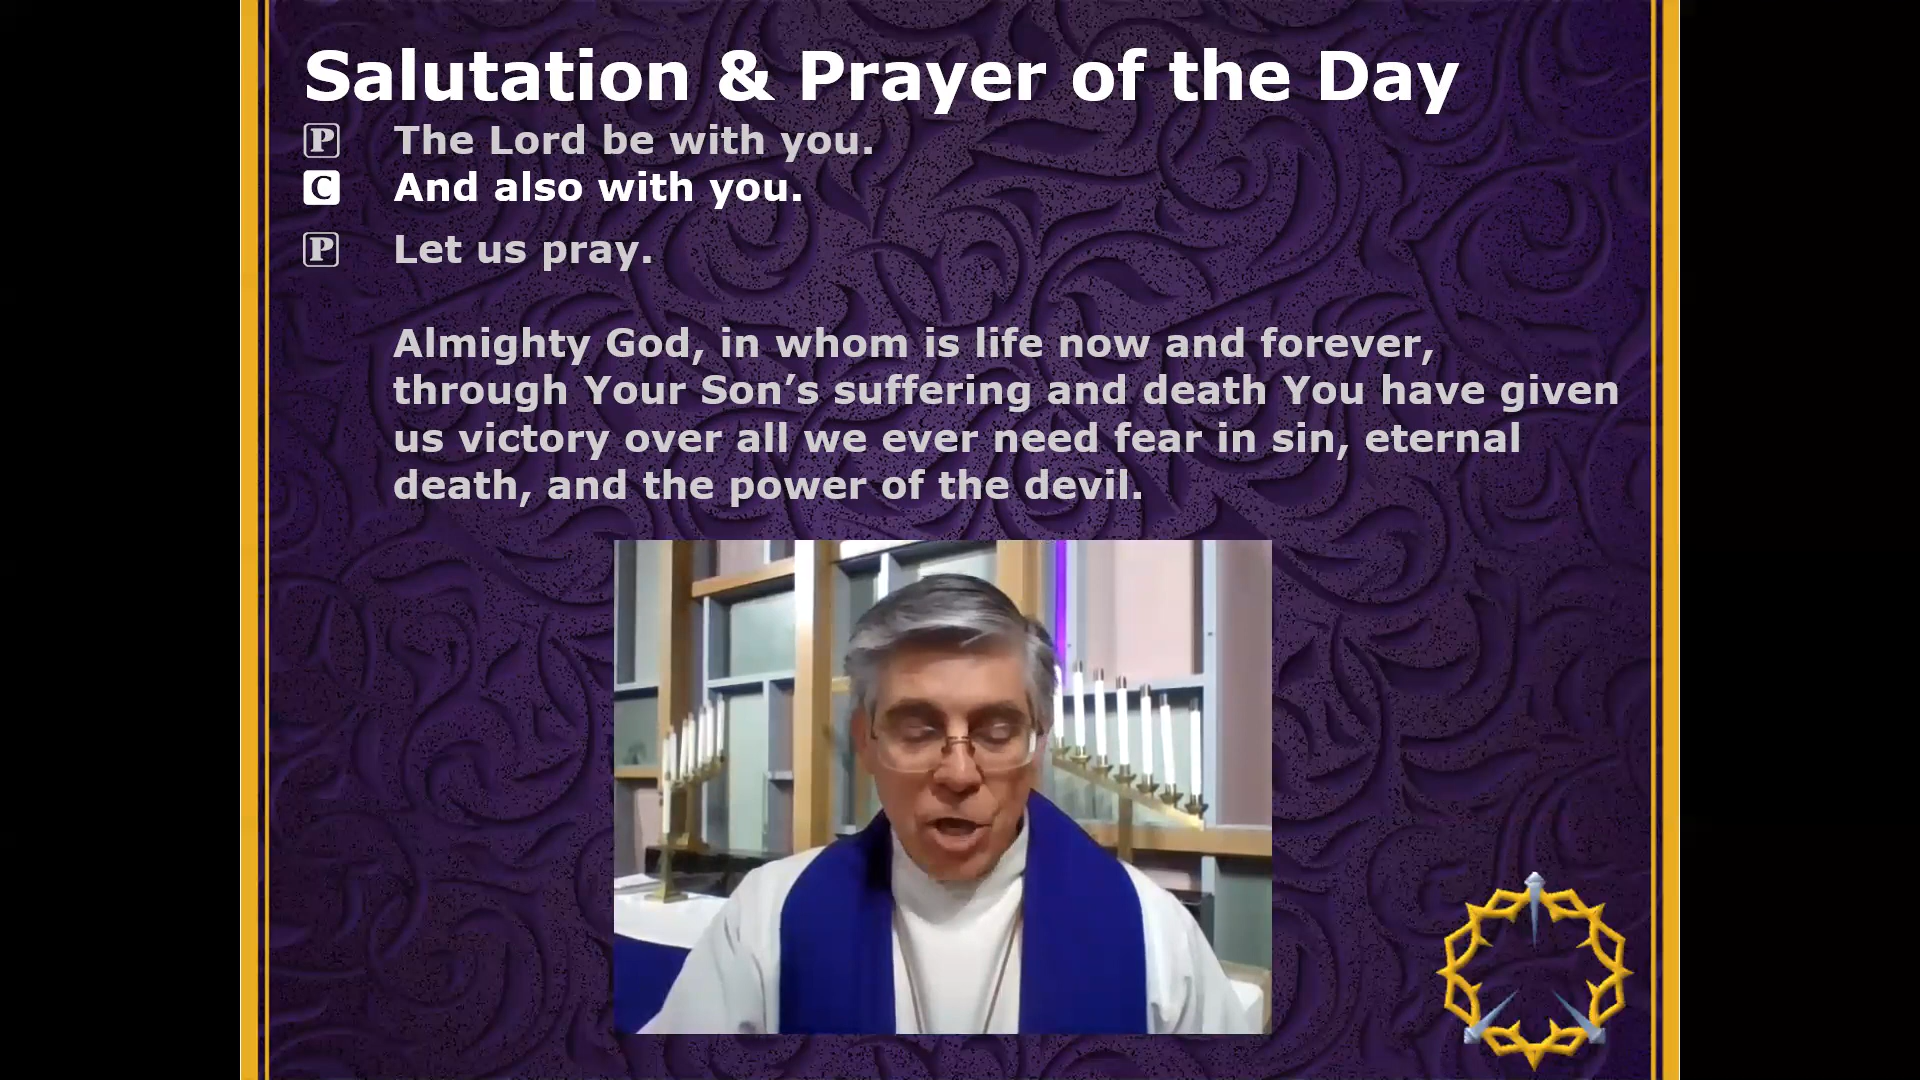 Salutation & Prayer of the Day
P The Lord be with you.
C And also with you.
P Let us pray.
Almighty God, in whom is life now and forever,
through Your Son’s suffering and death You have given
us victory over all we ever need fear in sin, eternal
death, and the power of the devil.